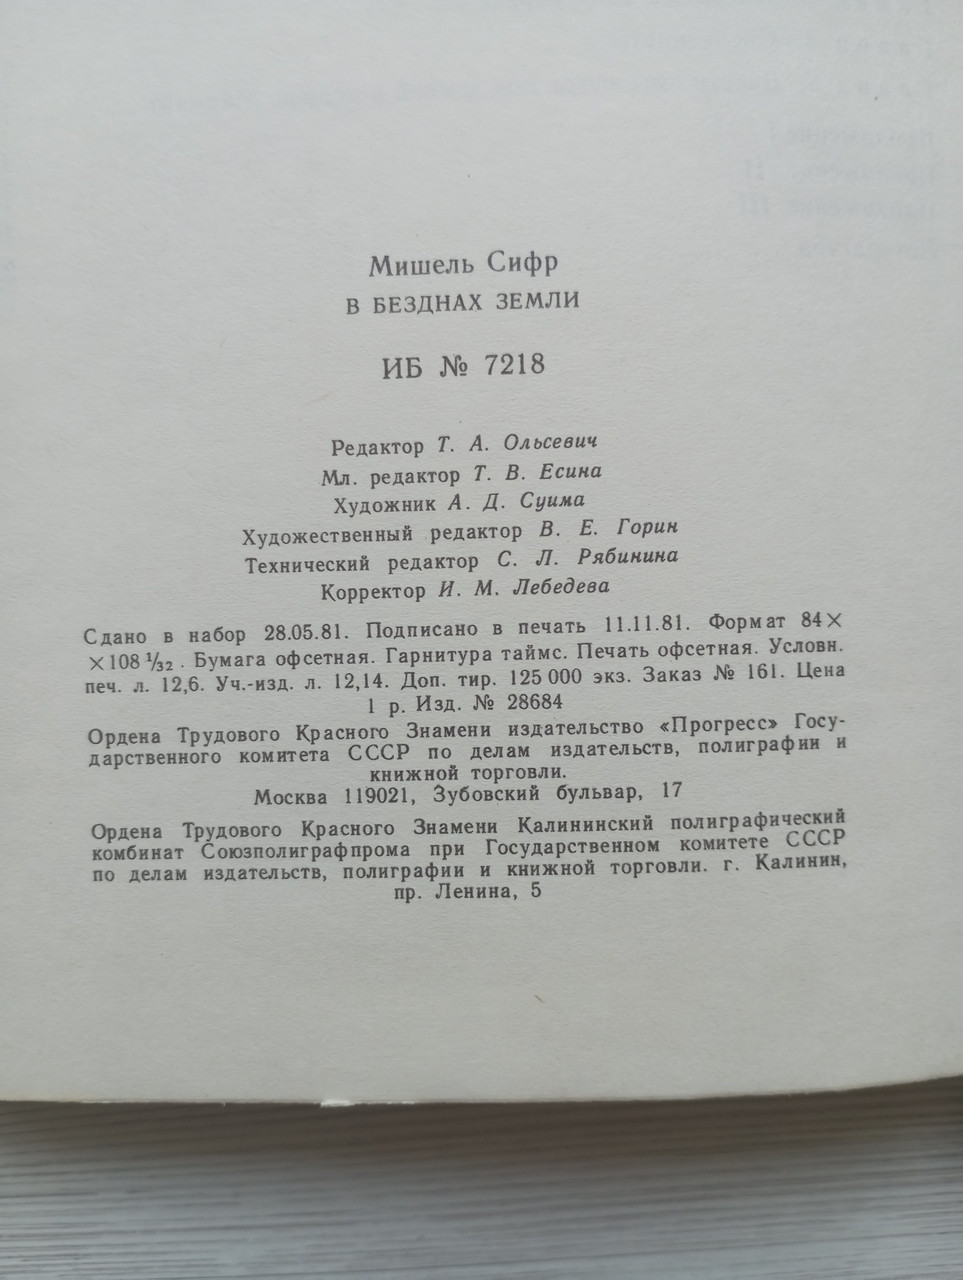 Мишель Сифр
В БЕЗДНАХ ЗЕМЛИ
ИБ № 7218
Редактор Т. А. Ольсевич
Мл. редактор Т. В. Есина
Художник А. Д. Суима
Художественный редактор В. Е. Горин
Технический редактор С. Л. Рябинина
Корректор И. М. Лебедева
Сдано в набор 28.05.81. Подписано в печать 11.11.81. Формат 84×
×108 1/32. Бумага офсетная. Гарнитура таймс. Печать офсетная. Условн.
печ. л. 12,6. Уч.-изд. л. 12,14. Доп. тир. 125 000 экз. Заказ № 161. Цена
1 р. Изд. № 28684
Ордена Трудового Красного Знамени издательство «Прогресс» Госу-
дарственного комитета СССР по делам издательств, полиграфии и
книжной торговли.
Москва 119021, Зубовский бульвар, 17
Ордена Трудового Красного Знамени Калининский полиграфический
комбинат Союзполиграфпрома при Государственном комитете СССР
по делам издательств, полиграфии и книжной торговли. г. Калинин,
пр. Ленина, 5